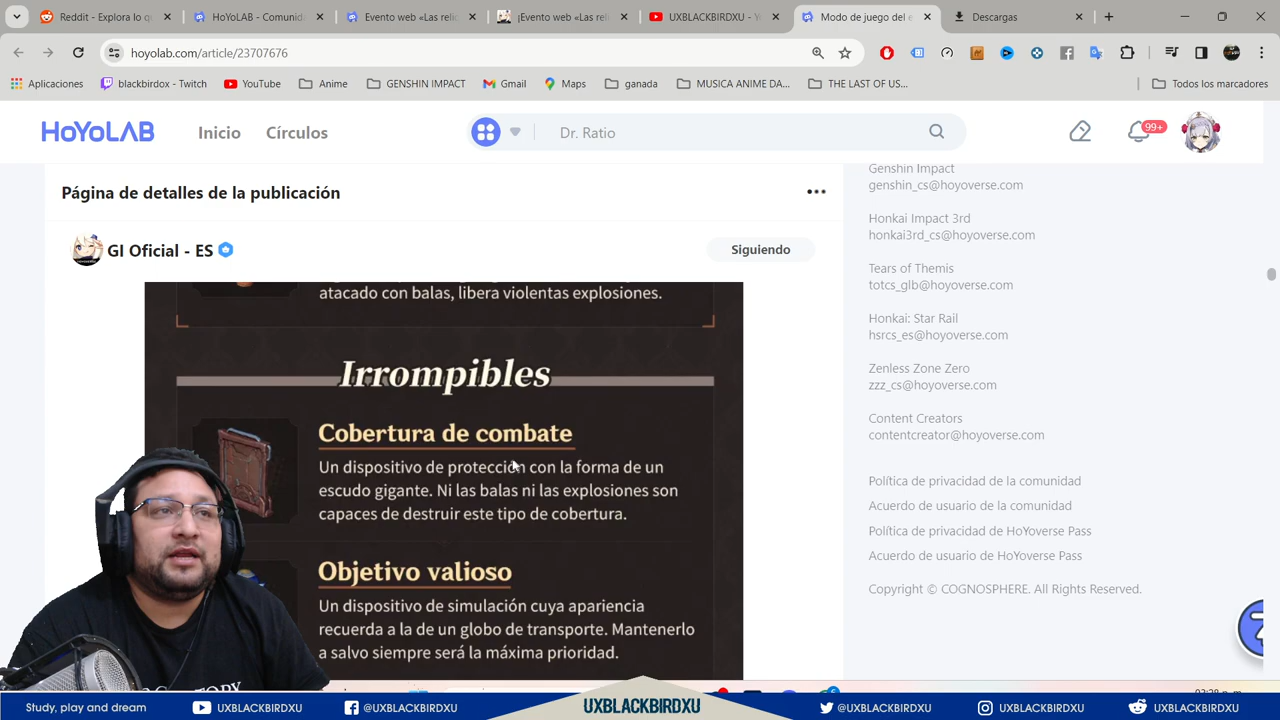 Reddit - Explora lo q
HoYoLAB - Comunid
Evento web «Las relic
¡Evento web «Las reli
UXBLACKBIRDXU - Y
Modo de juego del e
Descargas
hoyolab.com/article/23707676
Aplicaciones
blackbirdox - Twitch
YouTube
Anime
GENSHIN IMPACT
Gmail
Maps
ganada
MUSICA ANIME DA...
THE LAST OF US...
Todos los marcadores
HoYoLAB
Inicio
Círculos
Dr. Ratio
99+
Página de detalles de la publicación
GI Oficial - ES
Siguiendo
atacado con balas, libera violentas explosiones.
Irrompibles
Cobertura de combate
Un dispositivo de protección con la forma de un
escudo gigante. Ni las balas ni las explosiones son
capaces de destruir este tipo de cobertura.
Objetivo valioso
Un dispositivo de simulación cuya apariencia
recuerda a la de un globo de transporte. Mantenerlo
a salvo siempre será la máxima prioridad.
Genshin Impact
genshin_cs@hoyoverse.com
Honkai Impact 3rd
honkai3rd_cs@hoyoverse.com
Tears of Themis
totcs_glb@hoyoverse.com
Honkai: Star Rail
hsrcs_es@hoyoverse.com
Zenless Zone Zero
zzz_cs@hoyoverse.com
Content Creators
contentcreator@hoyoverse.com
Política de privacidad de la comunidad
Acuerdo de usuario de la comunidad
Política de privacidad de HoYoverse Pass
Acuerdo de usuario de HoYoverse Pass
Copyright © COGNOSPHERE. All Rights Reserved.
Study, play and dream
UXBLACKBIRDXU
@UXBLACKBIRDXU
UXBLACKBIRDXU
@UXBLACKBIRDXU
UXBLACKBIRDXU
UXBLACKBIRDXU